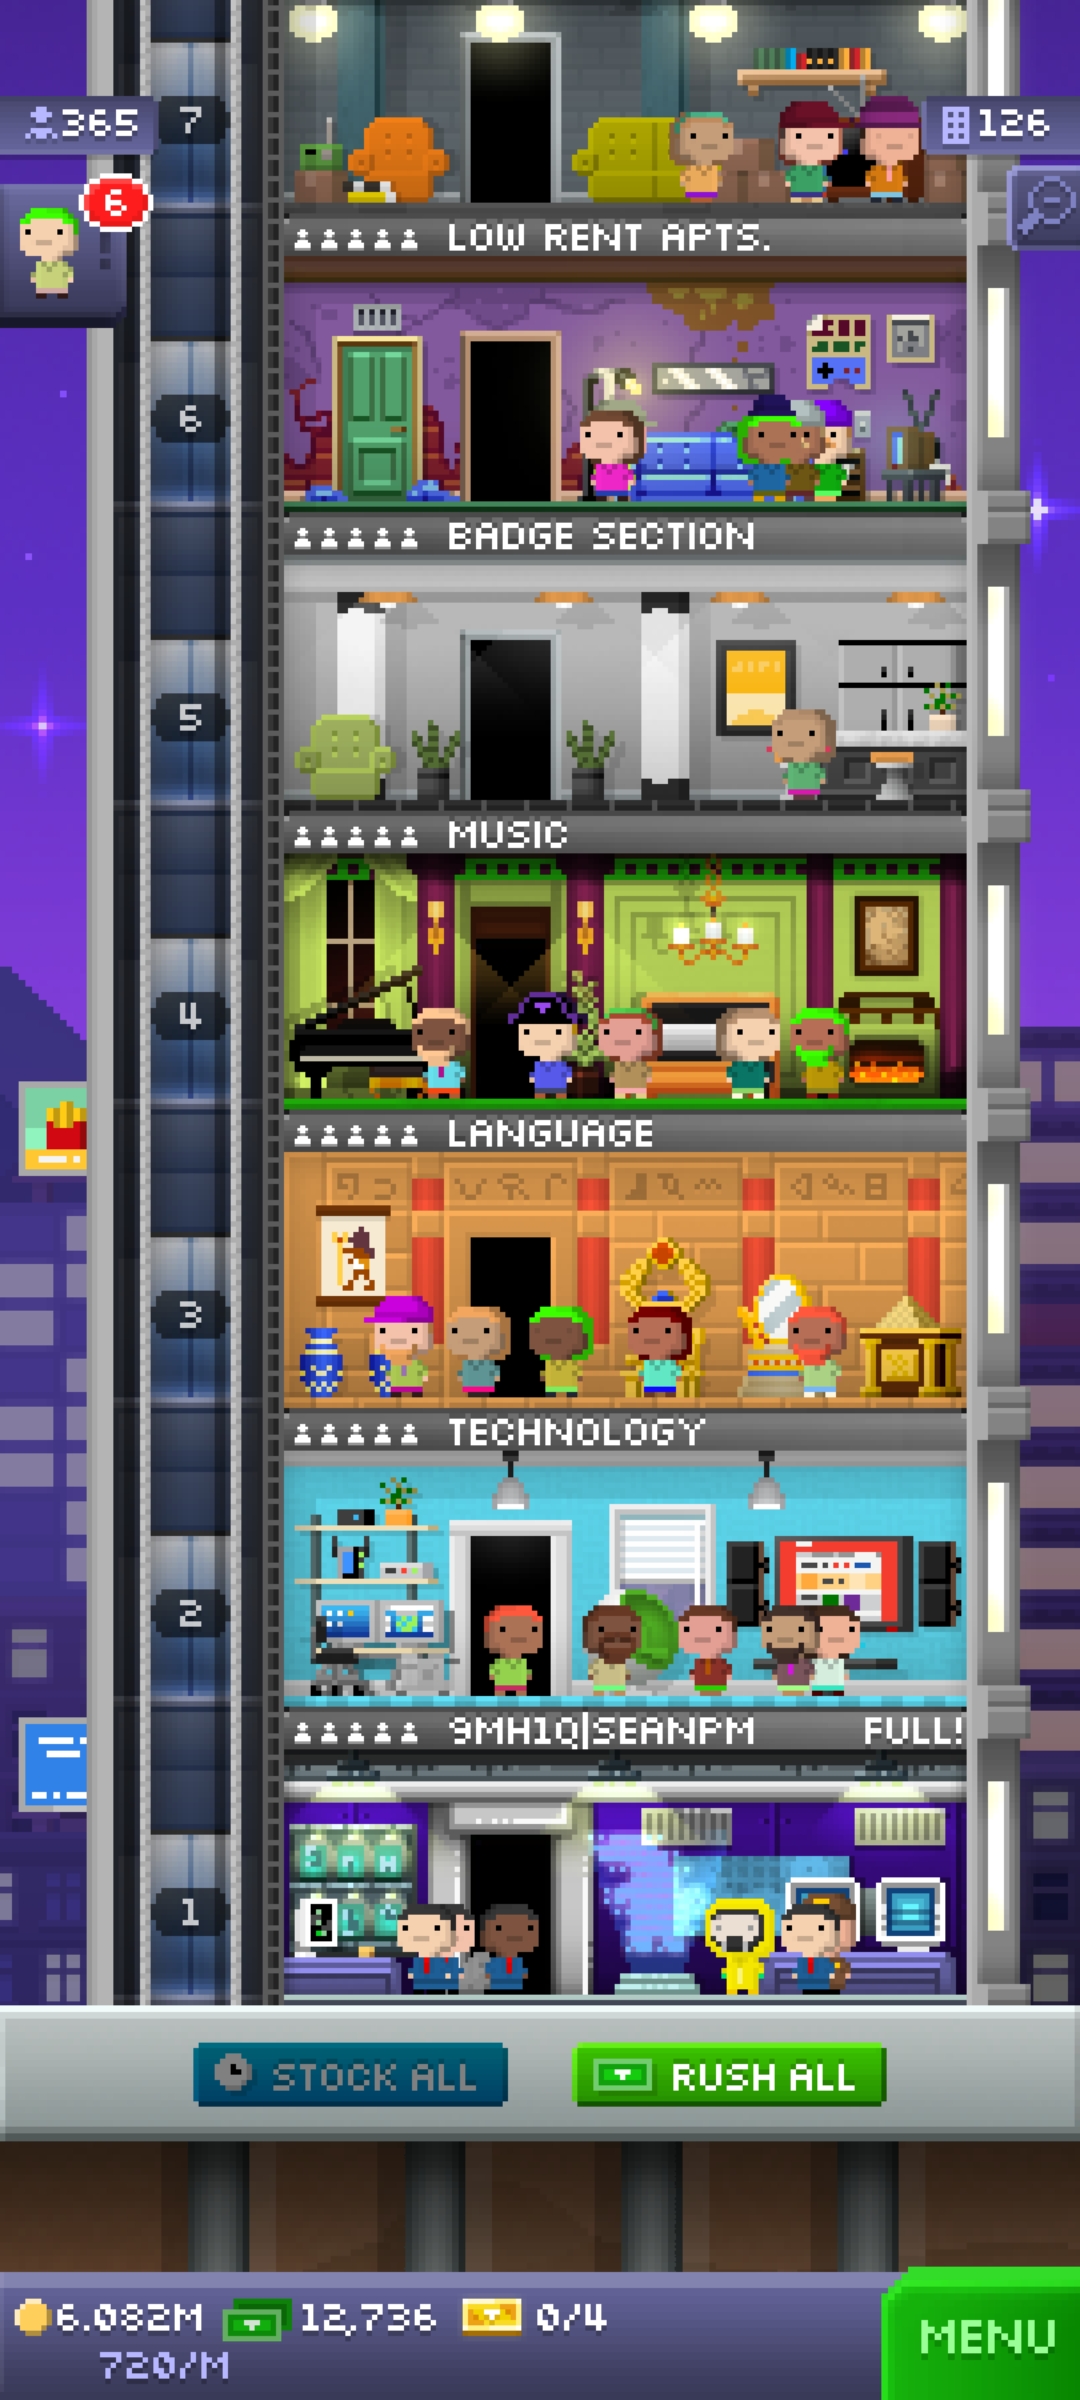 7
365
126
6
LOW RENT APTS.
6
BADGE SECTION
5
MUSIC
4
LANGUAGE
3
TECHNOLOGY
2
9MH1Q|SEANPM FULL!
1
STOCK ALL
RUSH ALL
6.082M 12,736 0/4
720/M
MENU